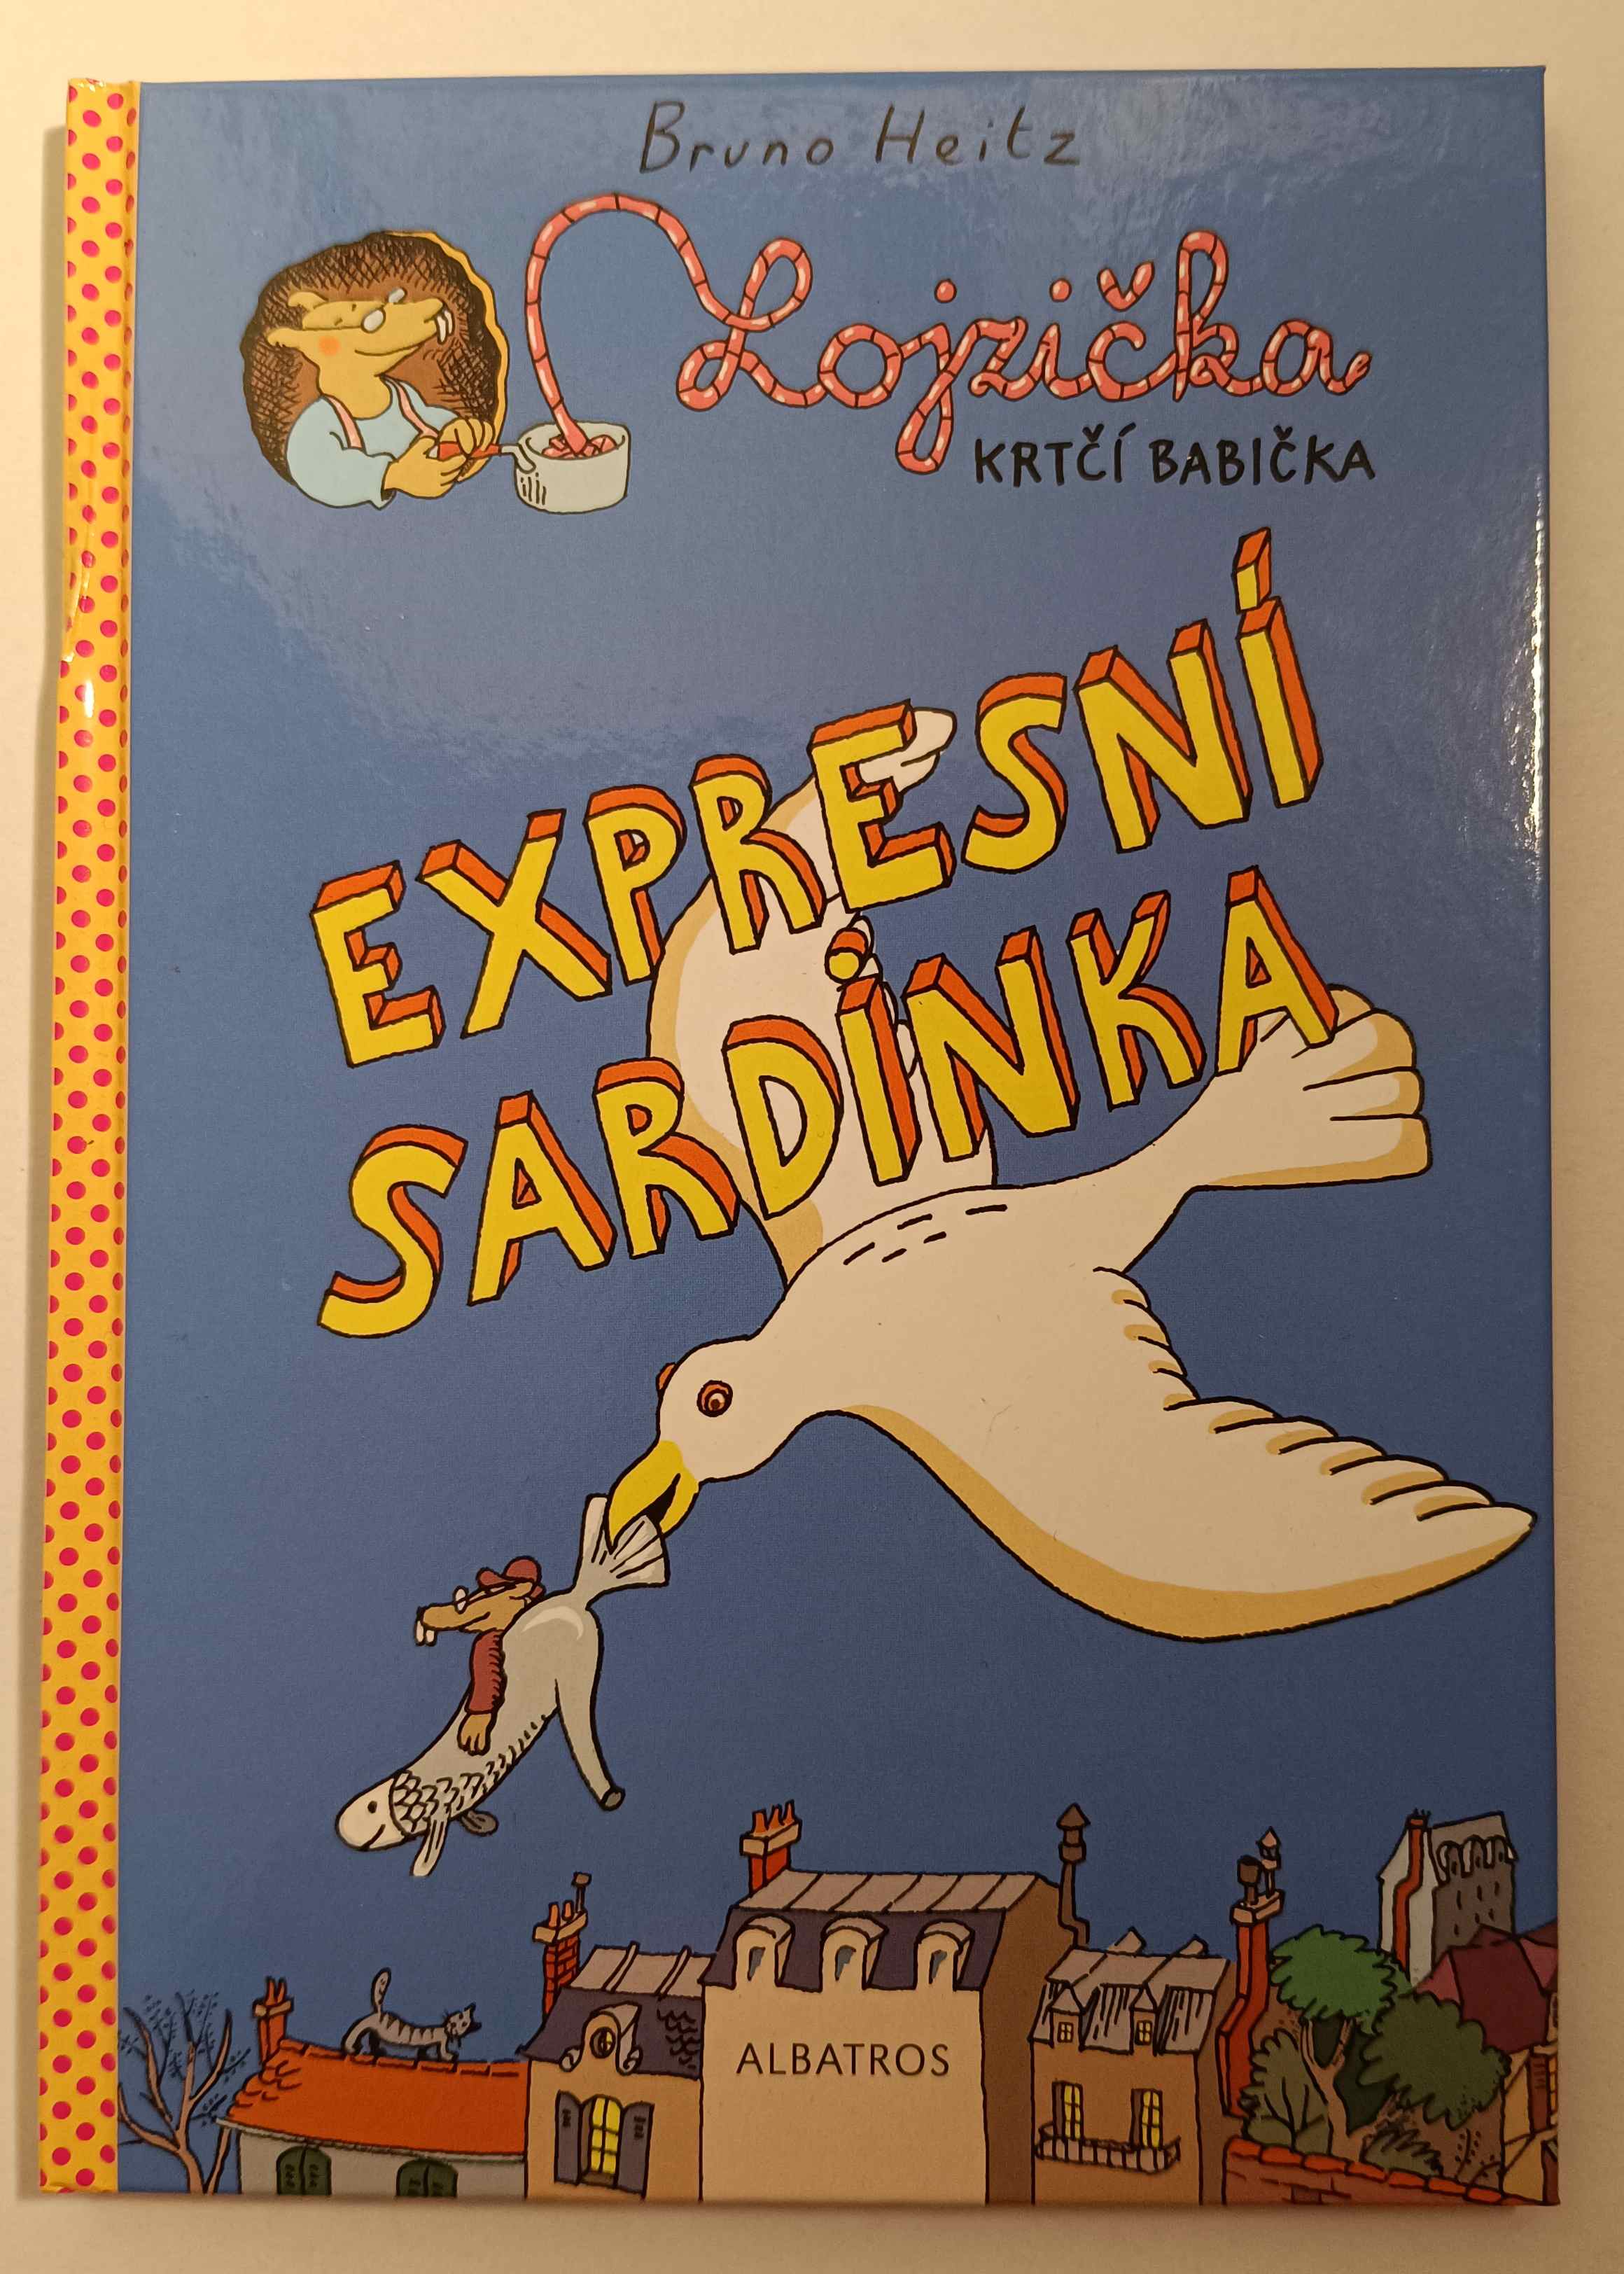 Bruno Heitz
Lojzička
KRTČÍ BABIČKA
EXPRESNÍ
SARDINKA
ALBATROS